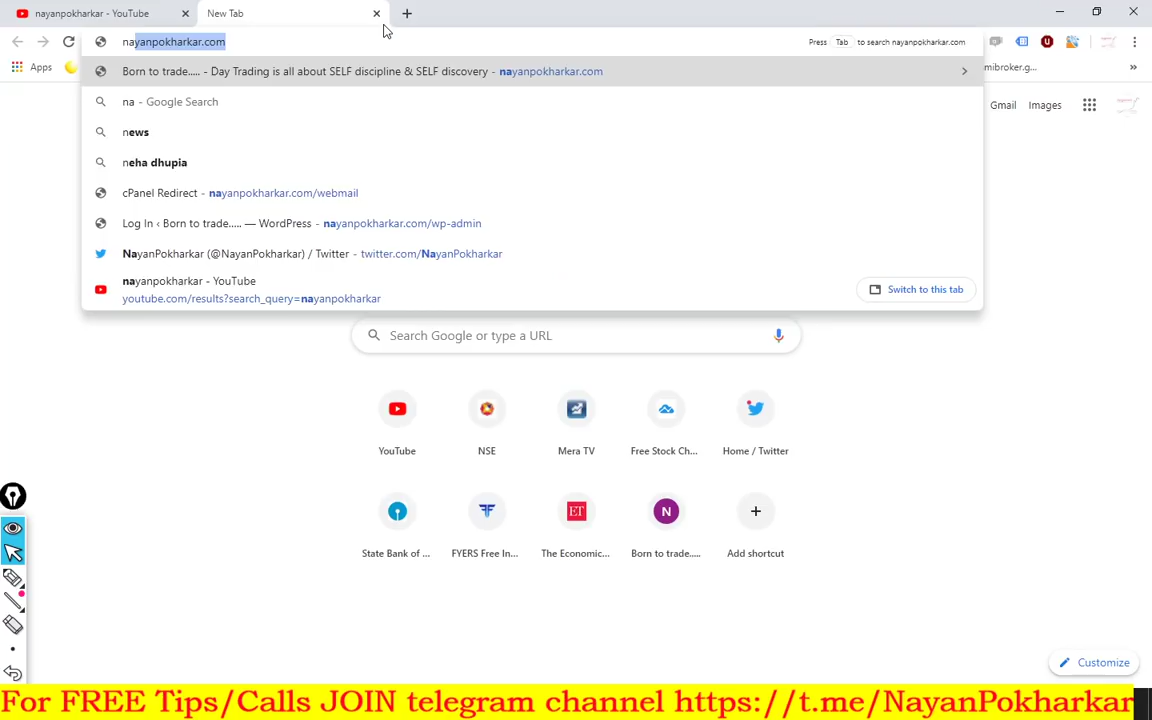 nayanpokharkar - YouTube
New Tab
nayanpokharkar.com
Press Tab to search nayanpokharkar.com
Apps
Born to trade..... - Day Trading is all about SELF discipline & SELF discovery - nayanpokharkar.com
mibroker.g...
na - Google Search
Gmail Images
news
neha dhupia
cPanel Redirect - nayanpokharkar.com/webmail
Log In ‹ Born to trade..... — WordPress - nayanpokharkar.com/wp-admin
NayanPokharkar (@NayanPokharkar) / Twitter - twitter.com/NayanPokharkar
nayanpokharkar - YouTube
youtube.com/results?search_query=nayanpokharkar
Switch to this tab
Search Google or type a URL
YouTube NSE Mera TV Free Stock Ch... Home / Twitter
ET N
State Bank of ... FYERS Free In... The Economic... Born to trade..... Add shortcut
Customize
For FREE Tips/Calls JOIN telegram channel https://t.me/NayanPokharkar